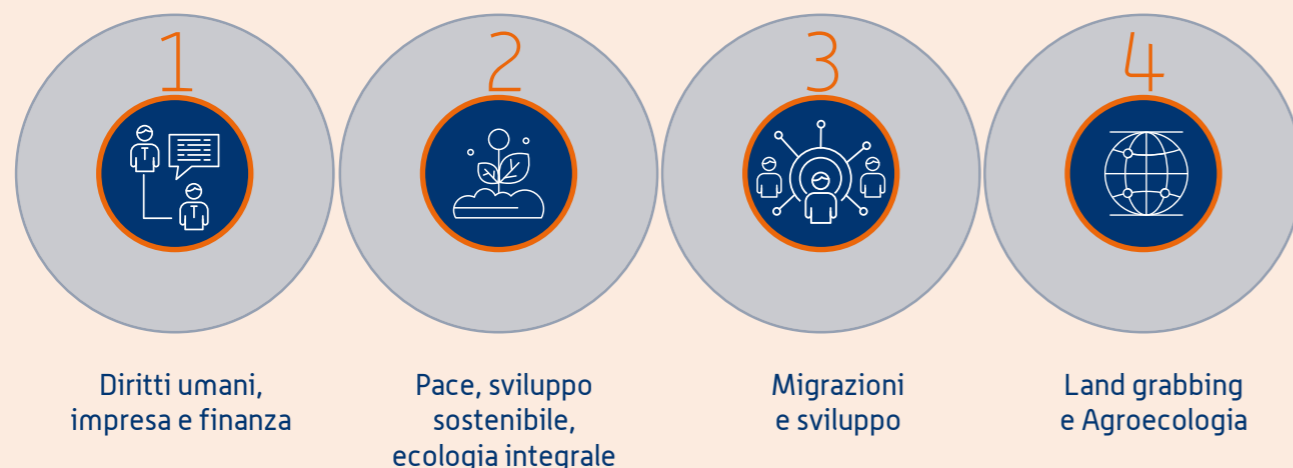 1
Diritti umani,
impresa e finanza
2
Pace, sviluppo
sostenibile,
ecologia integrale
3
Migrazioni
e sviluppo
4
Land grabbing
e Agroecologia